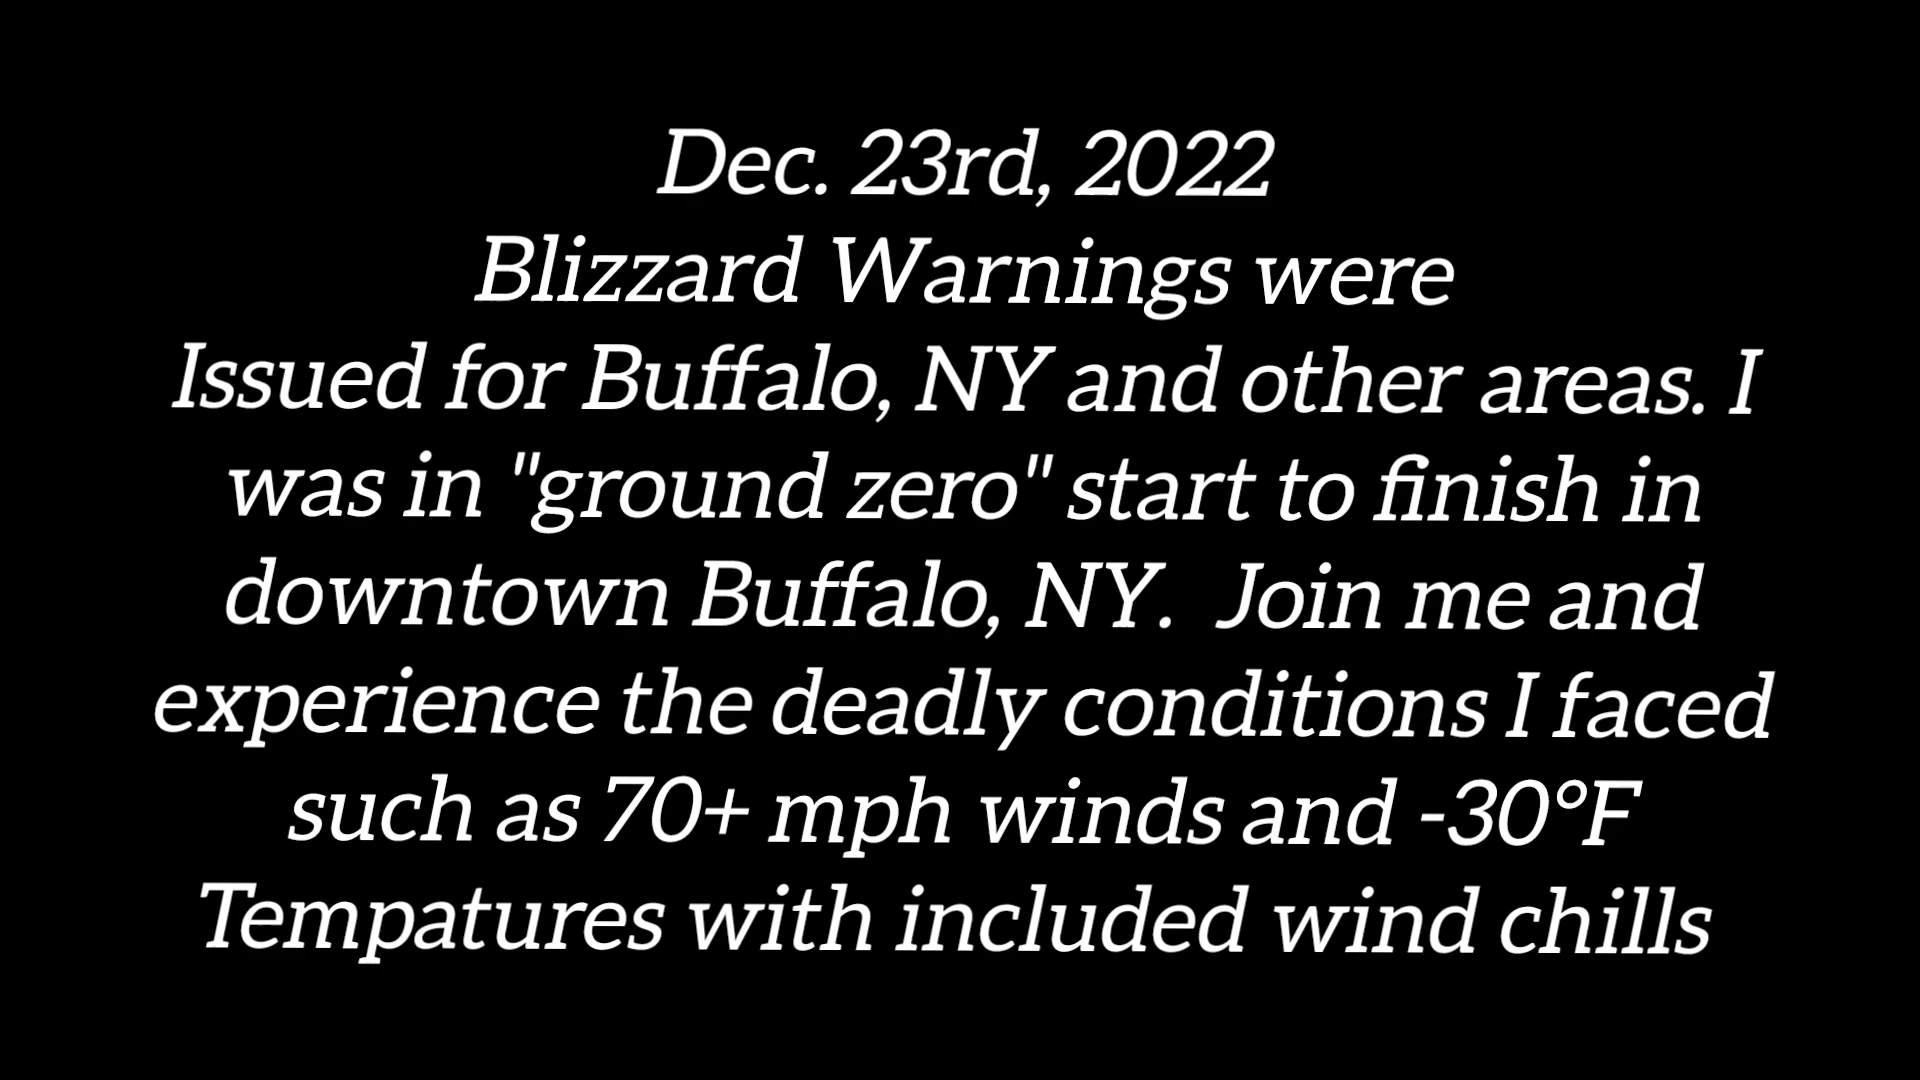 Dec. 23rd, 2022
Blizzard Warnings were
Issued for Buffalo, NY and other areas. I
was in "ground zero" start to finish in
downtown Buffalo, NY.  Join me and
experience the deadly conditions I faced
such as 70+ mph winds and -30°F
Tempatures with included wind chills